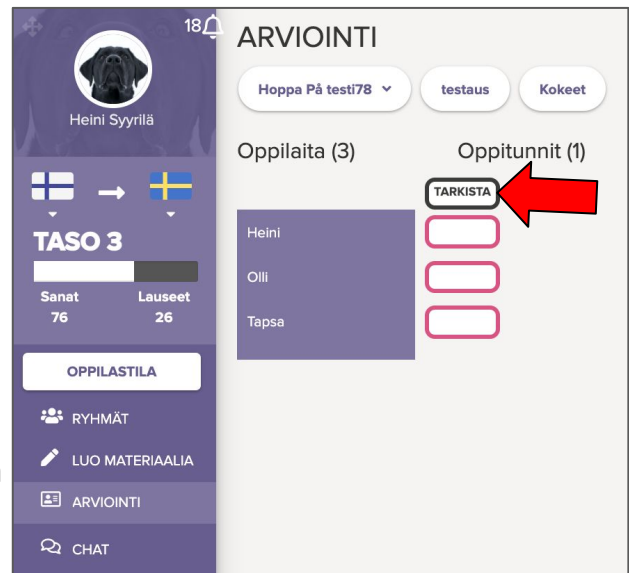 18
Heini Syyrilä
TASO 3
Sanat Lauseet
76 26
OPPILASTILA
RYHMÄT
LUO MATERIAALIA
ARVIOINTI
CHAT
ARVIOINTI
Hoppa På testi78 testaus Kokeet
Oppilaita (3) Oppitunnit (1)
TARKISTA
Heini
Olli
Tapsa